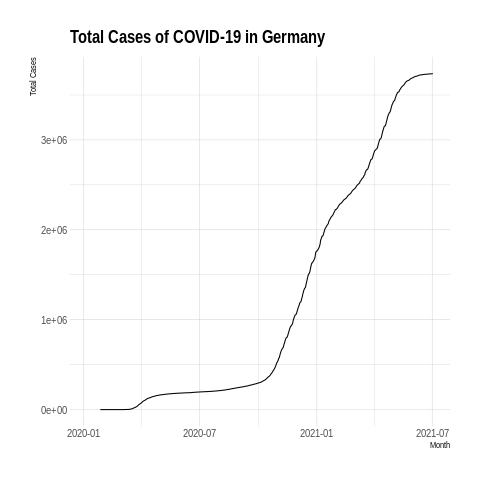 Total Cases of COVID-19 in Germany
Total Cases
3e+06
2e+06
1e+06
0e+00
2020-01 2020-07 2021-01 2021-07
Month